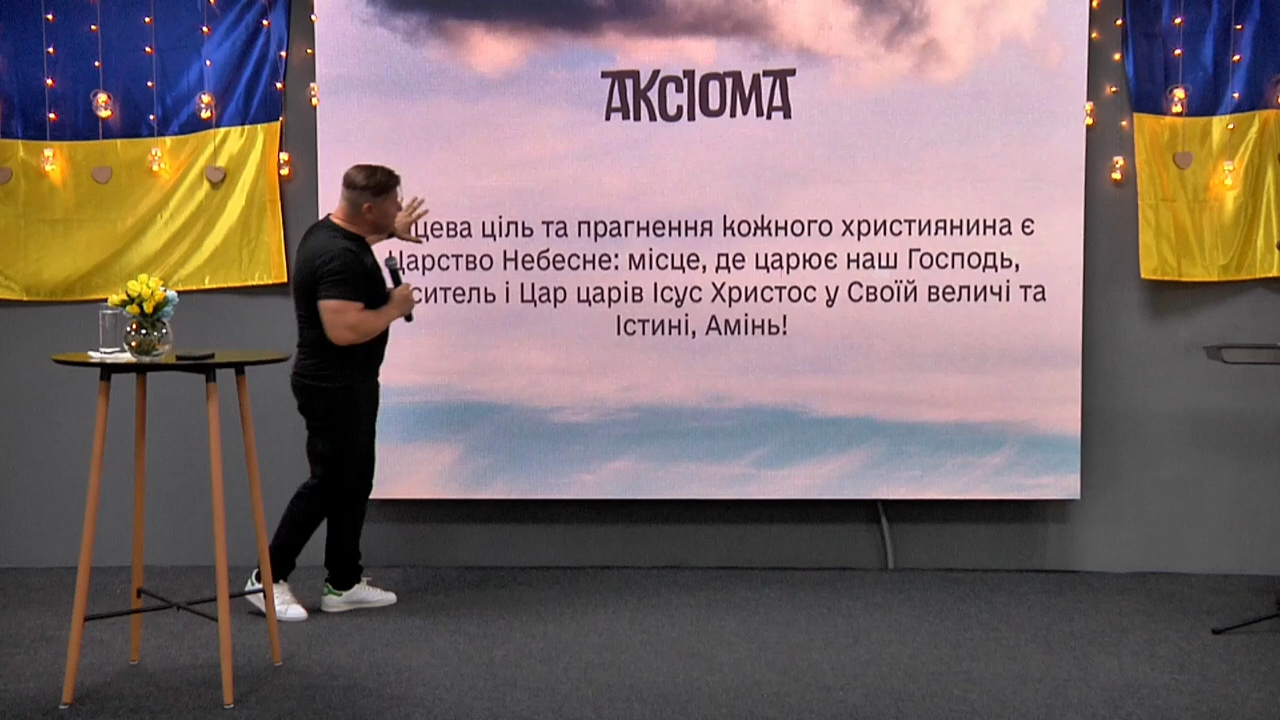 АКСІОМА
ціль та прагнення кожного християнина є
Царство Небесне: місце, де царює наш Господь,
і Цар царів Ісус Христос у Своїй величі та
Істині, Амінь!